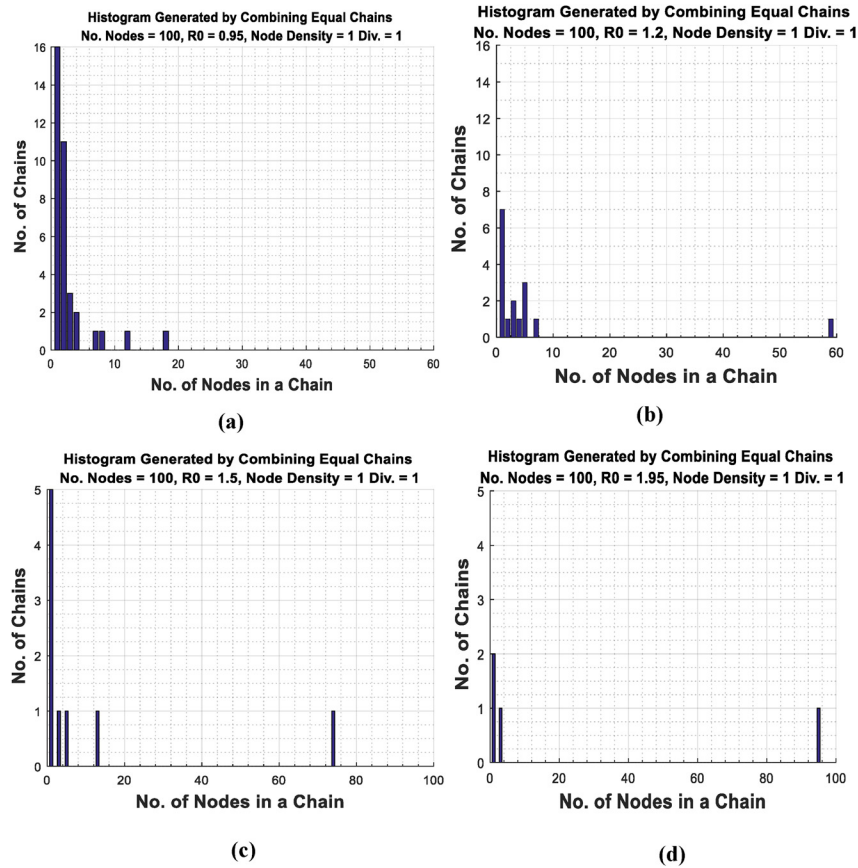 Histogram Generated by Combining Equal Chains
No. Nodes = 100, R0 = 0.95, Node Density = 1 Div. = 1
16
14
12
10
8
6
4
2
0
No. of Chains
0 10 20 30 40 50 60
No. of Nodes in a Chain
(a)
Histogram Generated by Combining Equal Chains
No. Nodes = 100, R0 = 1.2, Node Density = 1 Div. = 1
16
14
12
10
8
6
4
2
0
No. of Chains
0 10 20 30 40 50 60
No. of Nodes in a Chain
(b)
Histogram Generated by Combining Equal Chains
No. Nodes = 100, R0 = 1.5, Node Density = 1 Div. = 1
5
4
3
2
1
0
No. of Chains
0 20 40 60 80 100
No. of Nodes in a Chain
(c)
Histogram Generated by Combining Equal Chains
No. Nodes = 100, R0 = 1.95, Node Density = 1 Div. = 1
5
4
3
2
1
0
No. of Chains
0 20 40 60 80 100
No. of Nodes in a Chain
(d)